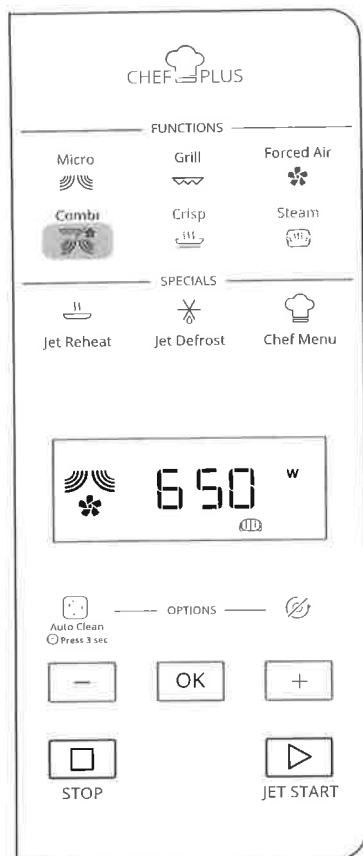 CHEF PLUS
FUNCTIONS
Micro Grill Forced Air
Combi Crisp Steam
SPECIALS
Jet Reheat Jet Defrost Chef Menu
650 W
OPTIONS
Auto Clean
Press 3 sec
− OK +
STOP JET START